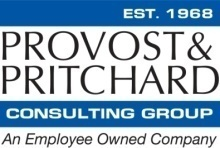 EST. 1968
PROVOST&
PRITCHARD
CONSULTING GROUP
An Employee Owned Company